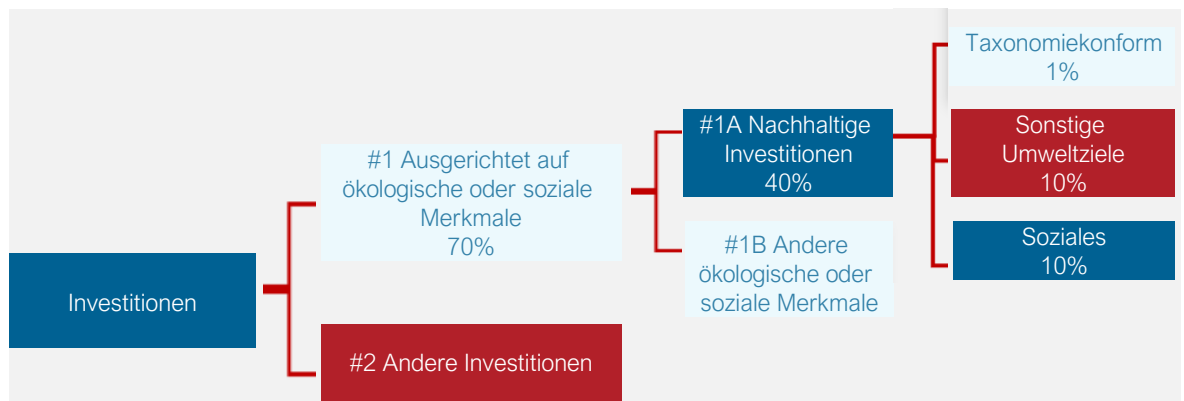 Investitionen
#1 Ausgerichtet auf
ökologische oder soziale
Merkmale
70%
#2 Andere Investitionen
#1A Nachhaltige
Investitionen
40%
#1B Andere
ökologische oder
soziale Merkmale
Taxonomiekonform
1%
Sonstige
Umweltziele
10%
Soziales
10%